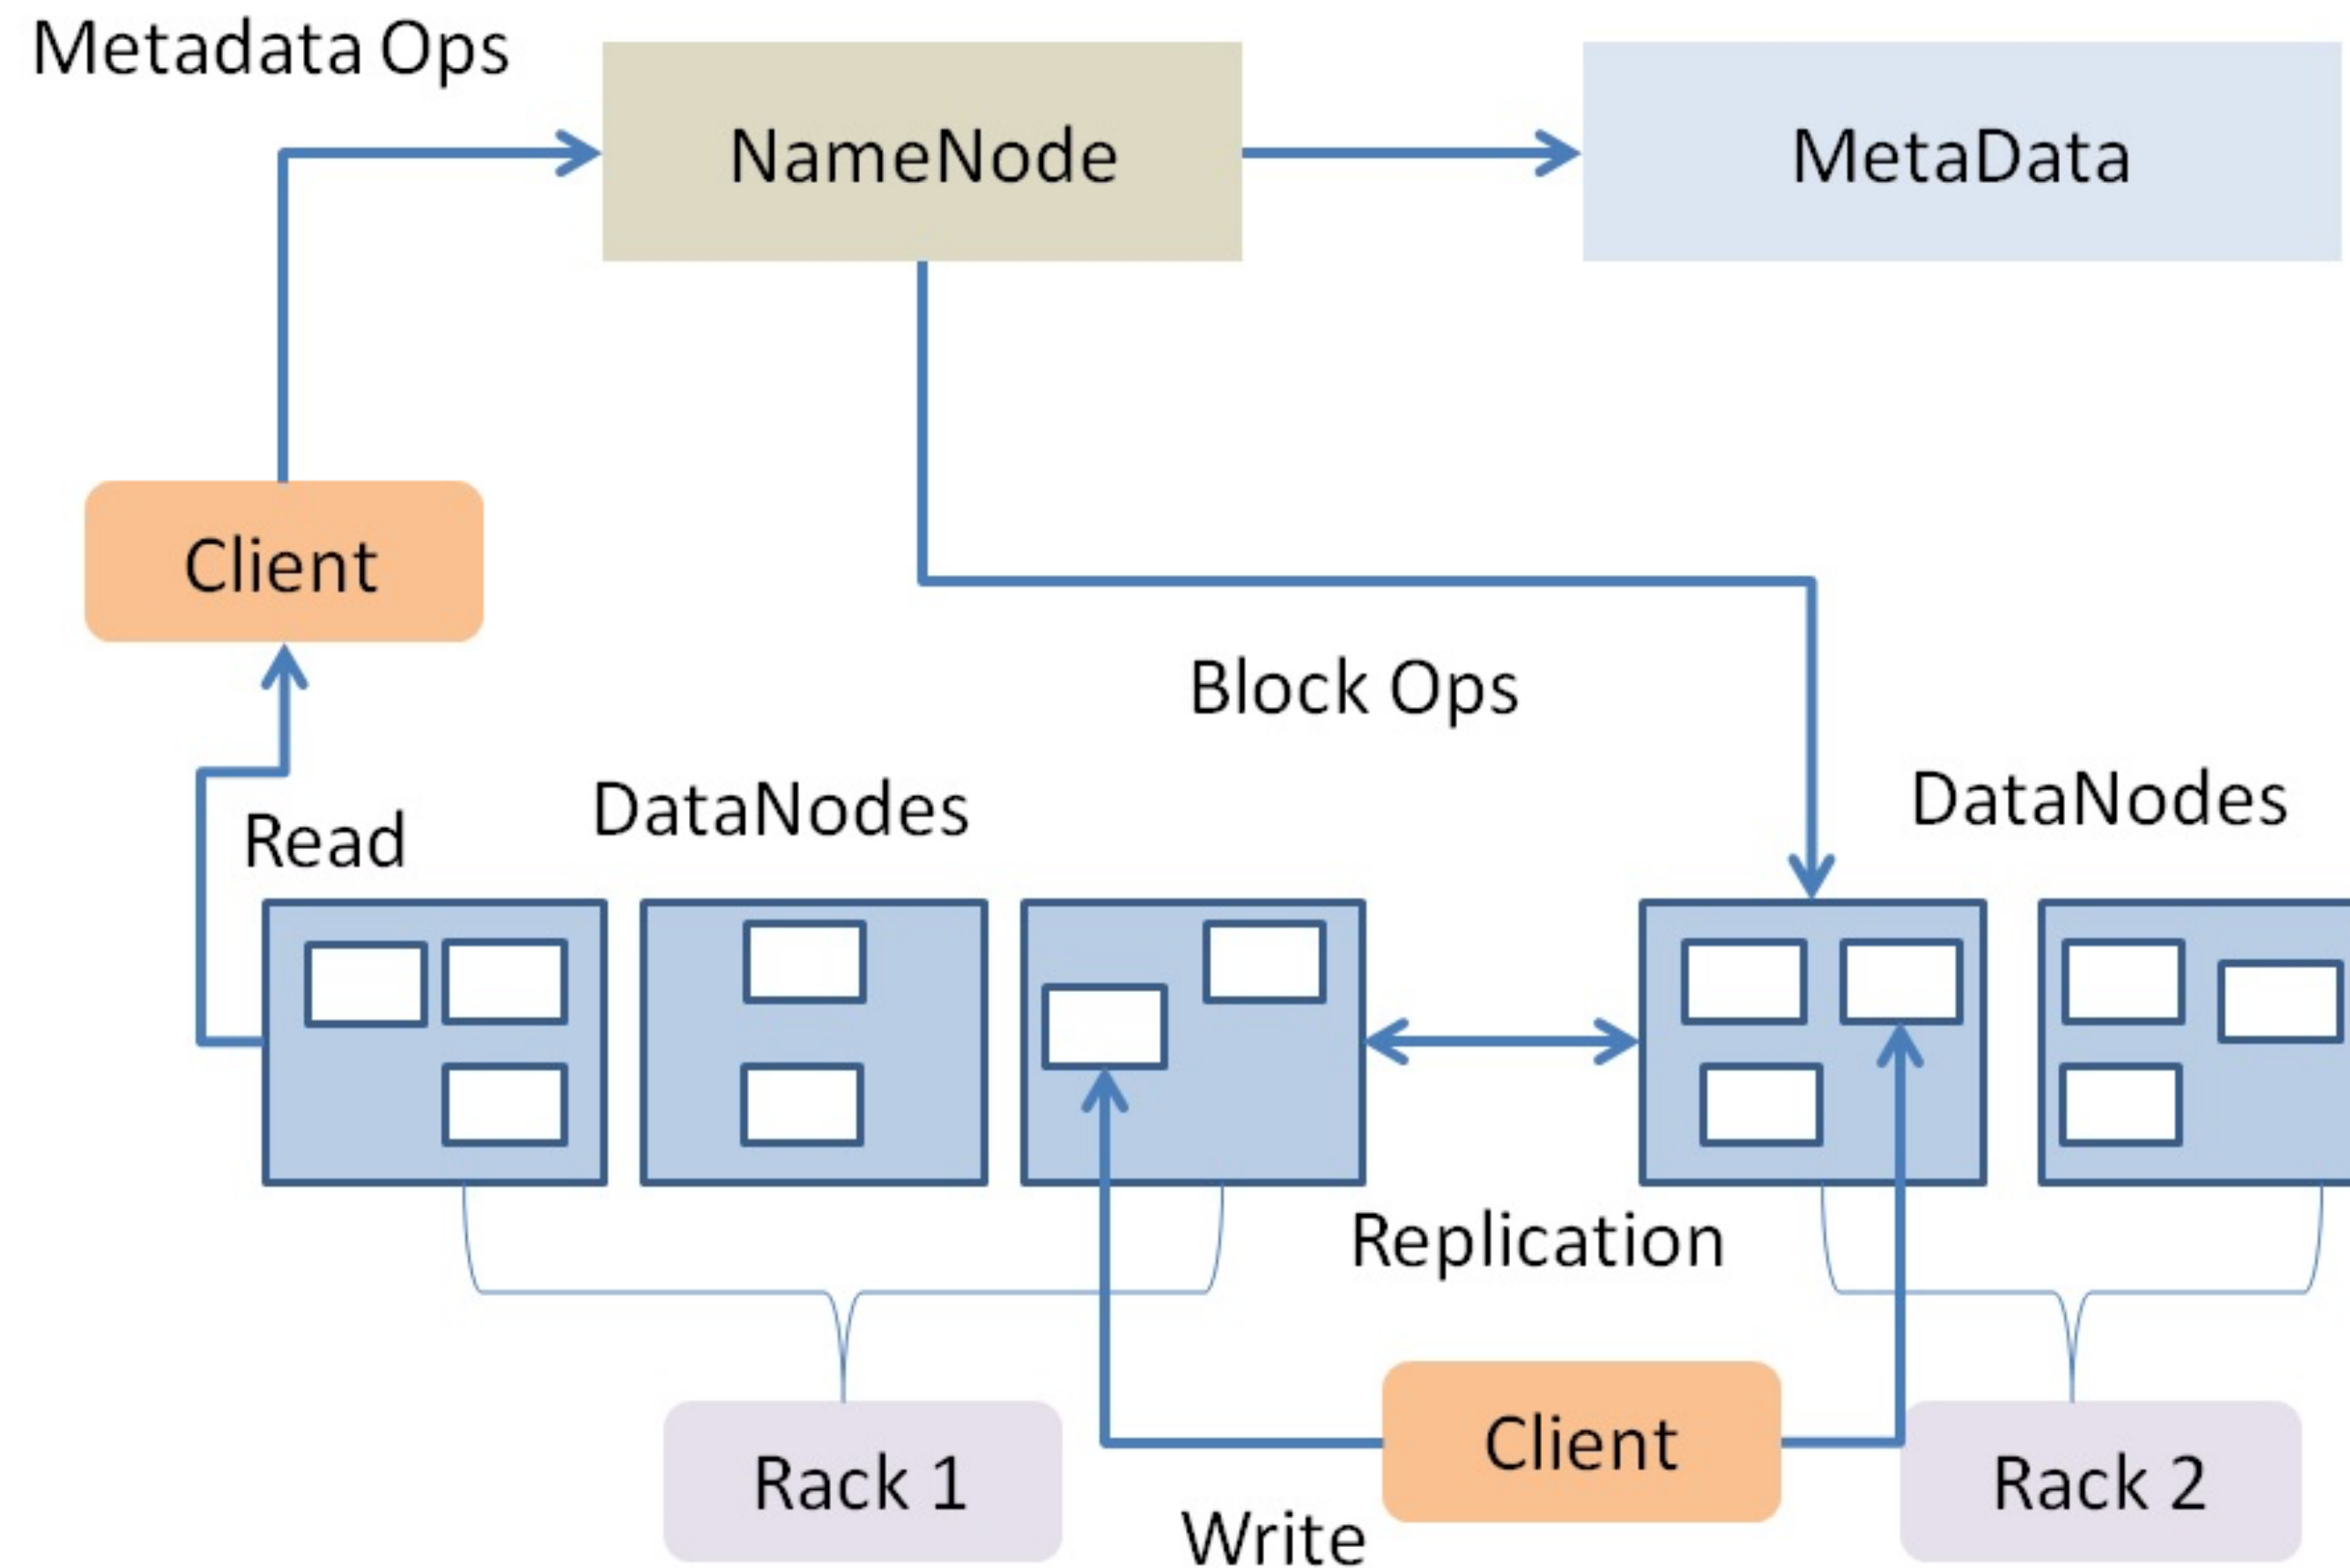 Metadata Ops
NameNode
MetaData
Client
Block Ops
Read
DataNodes
DataNodes
Replication
Client
Rack 1
Rack 2
Write